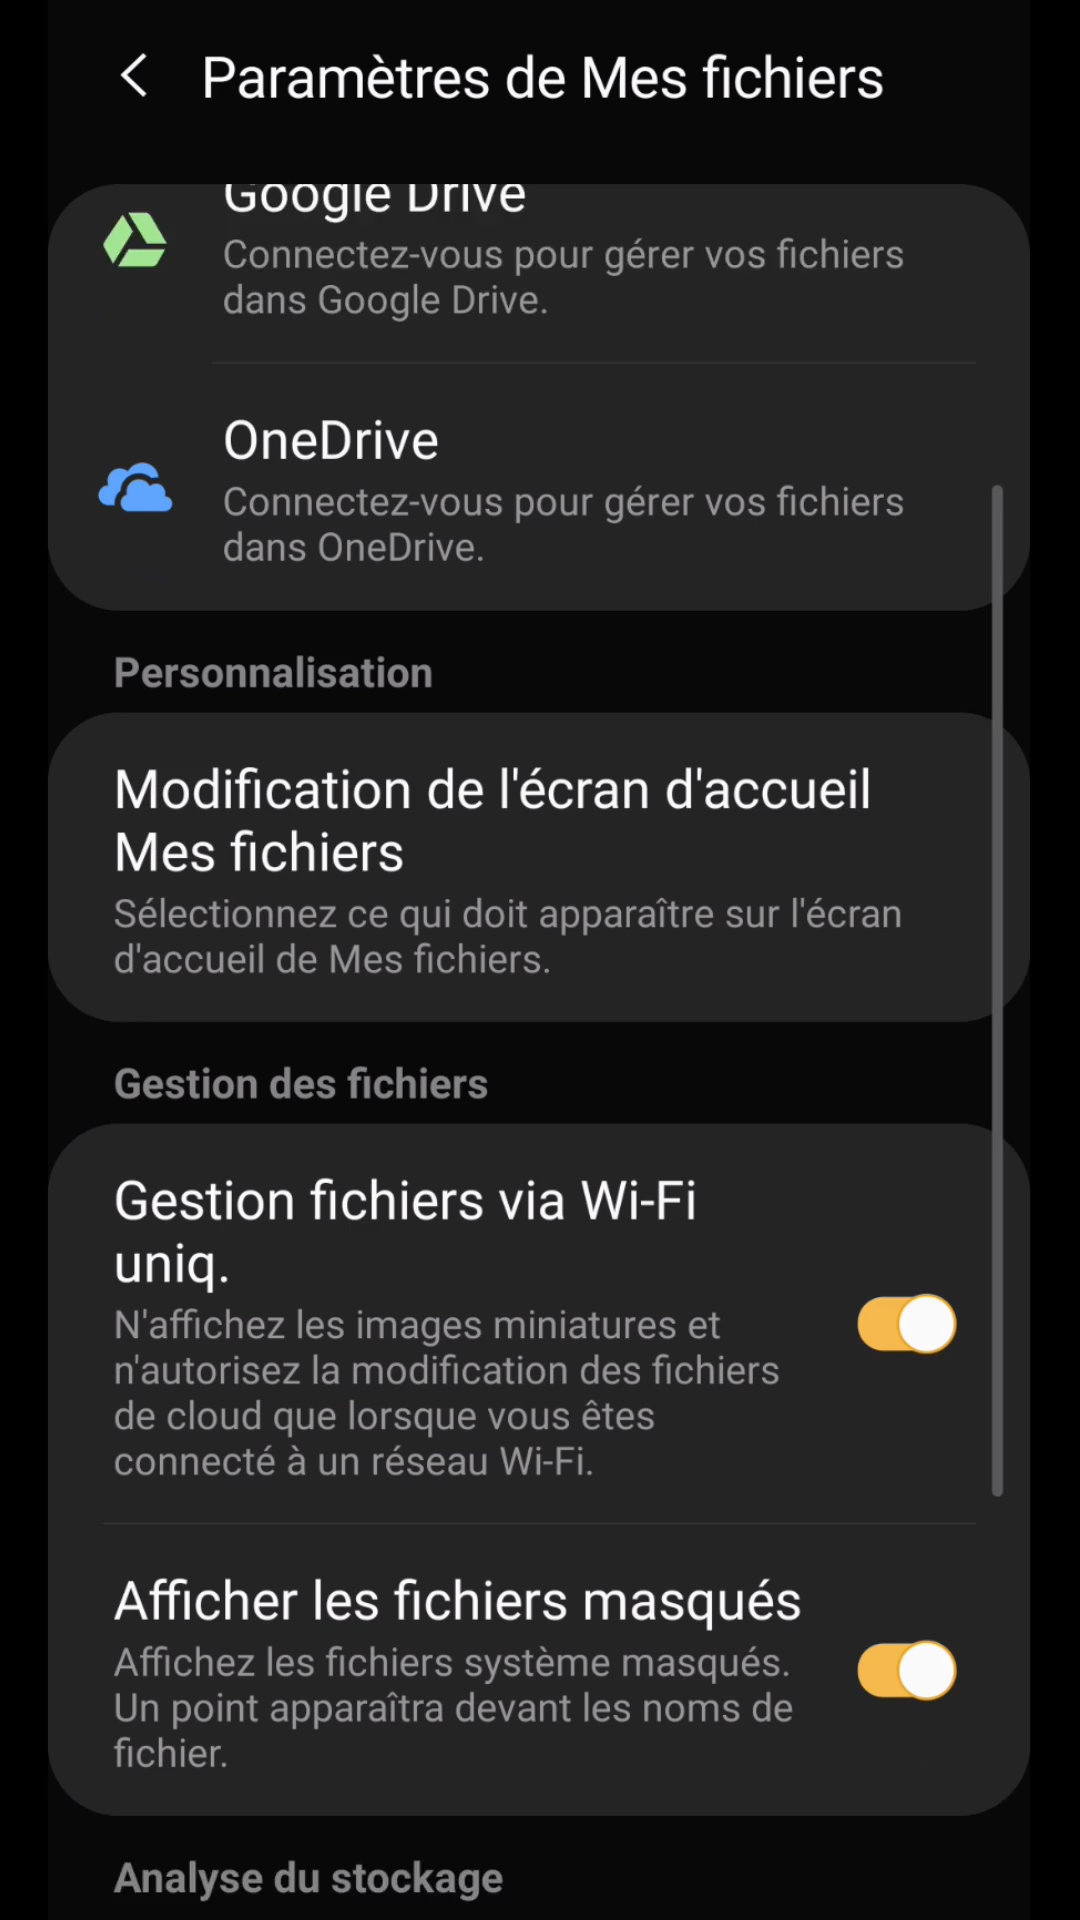 Paramètres de Mes fichiers
Google Drive
Connectez-vous pour gérer vos fichiers
dans Google Drive.
OneDrive
Connectez-vous pour gérer vos fichiers
dans OneDrive.
Personnalisation
Modification de l'écran d'accueil
Mes fichiers
Sélectionnez ce qui doit apparaître sur l'écran
d'accueil de Mes fichiers.
Gestion des fichiers
Gestion fichiers via Wi-Fi
uniq.
N'affichez les images miniatures et
n'autorisez la modification des fichiers
de cloud que lorsque vous êtes
connecté à un réseau Wi-Fi.
Afficher les fichiers masqués
Affichez les fichiers système masqués.
Un point apparaîtra devant les noms de
fichier.
Analyse du stockage